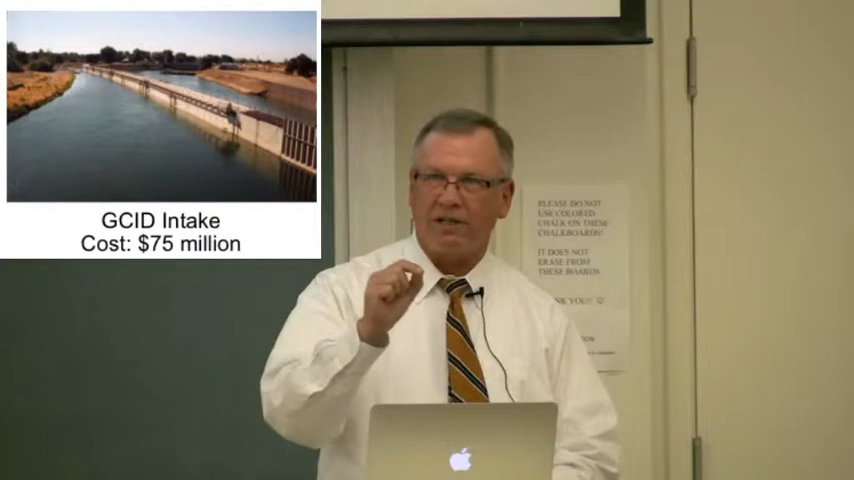 GCID Intake
Cost: $75 million
PLEASE DO NOT
USE COLORED
CHALK ON THESE
CHALKBOARDS.
IT DOES NOT
ERASE FROM
THESE BOARDS